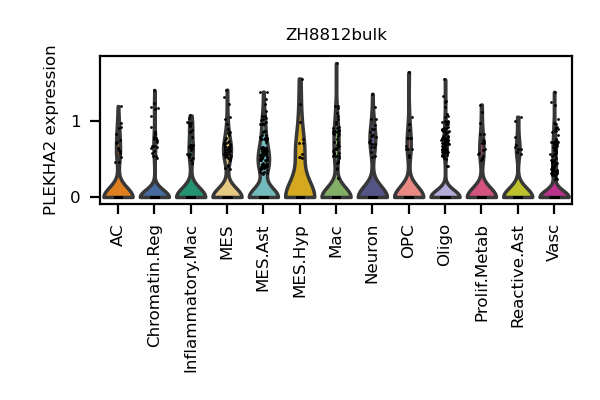 ZH8812bulk
PLEKHA2 expression
1
0
AC
Chromatin.Reg
Inflammatory.Mac
MES
MES.Ast
MES.Hyp
Mac
Neuron
OPC
Oligo
Prolif.Metab
Reactive.Ast
Vasc